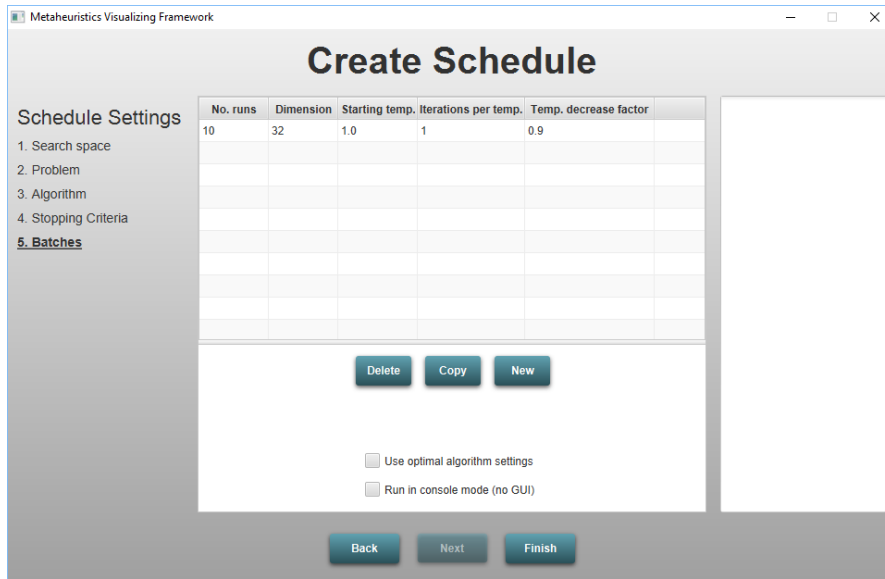 Metaheuristics Visualizing Framework
Create Schedule
Schedule Settings
1. Search space
2. Problem
3. Algorithm
4. Stopping Criteria
5. Batches
No. runs Dimension Starting temp. Iterations per temp. Temp. decrease factor
10 32 1.0 1 0.9
Delete Copy New
Use optimal algorithm settings
Run in console mode (no GUI)
Back Next Finish